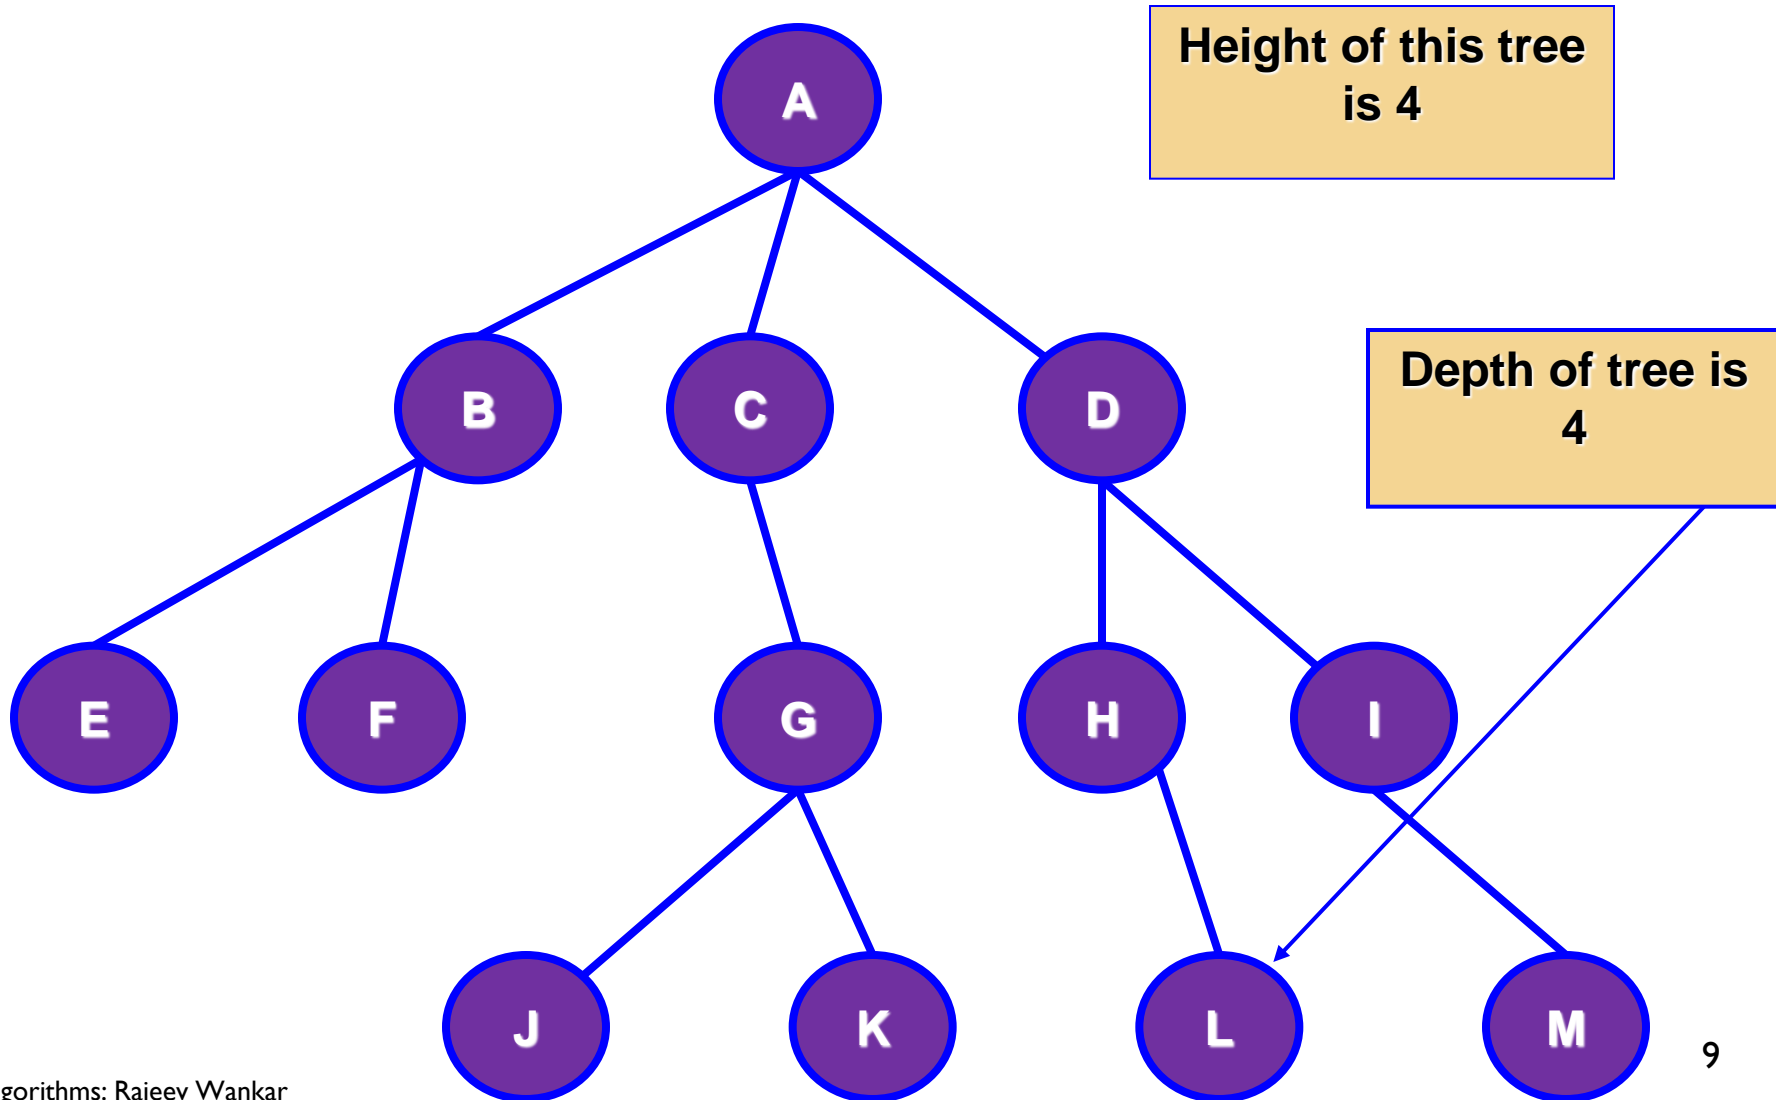 Height of this tree
is 4
A
Depth of tree is
4
B
C
D
E
F
G
H
I
J
K
L
M
9
gorithms: Rajeev Wankar